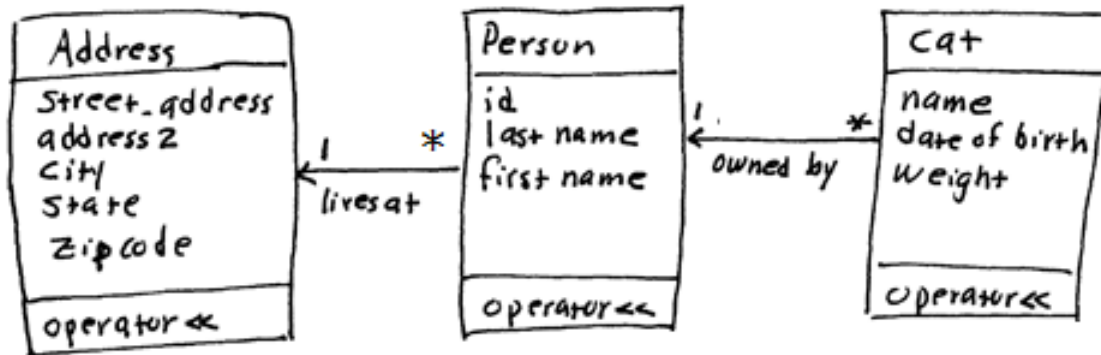 Address
street_address
address2
city
state
zipcode
operator<<
1
*
lives at
Person
id
last name
first name
operator<<
1
*
owned by
cat
name
date of birth
weight
operator<<